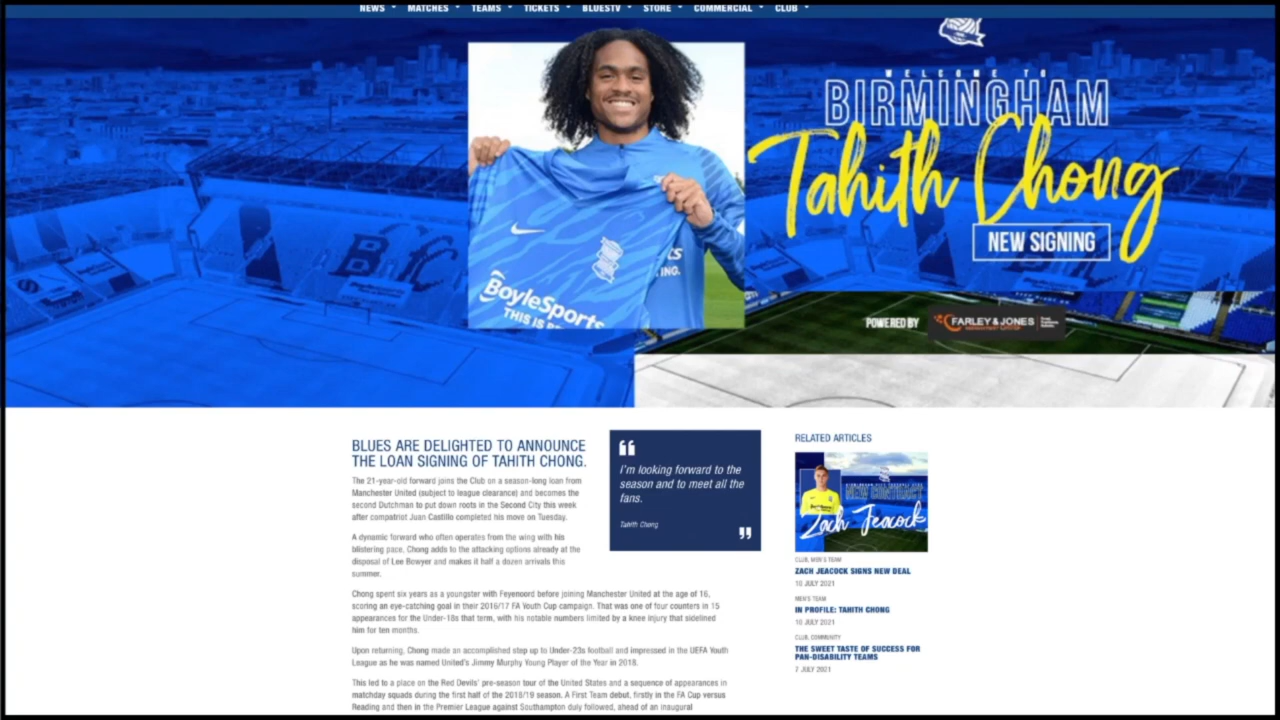 NEWS MATCHES TEAMS TICKETS BLUESTV STORE COMMERCIAL CLUB
WELCOME TO
BIRMINGHAM
Tahith Chong
NEW SIGNING
BoyleSports
THIS IS
ING.
POWERED BY
FARLEY & JONES
BLUES ARE DELIGHTED TO ANNOUNCE
THE LOAN SIGNING OF TAHITH CHONG.
The 21-year-old forward joins the Club on a season-long loan from
Manchester United (subject to league clearance) and becomes the
second Dutchman to put down roots in the Second City this week
after compatriot Juan Castillo completed his move on Tuesday.
A dynamic forward who often operates from the wing with his
blistering pace, Chong adds to the attacking options already at the
disposal of Lee Bowyer and makes it half a dozen arrivals this
summer.
Chong spent six years as a youngster with Feyenoord before joining Manchester United at the age of 16,
scoring an eye-catching goal in their 2016/17 FA Youth Cup campaign. That was one of four counters in 15
appearances for the Under-18s that term, with his notable numbers limited by a knee injury that sidelined
him for ten months.
Upon returning, Chong made an accomplished step up to Under-23s football and impressed in the UEFA Youth
League as he was named United's Jimmy Murphy Young Player of the Year in 2018.
This led to a place on the Red Devils' pre-season tour of the United States and a sequence of appearances in
matchday squads during the first half of the 2018/19 season. A First Team debut, firstly in the FA Cup versus
Reading and then in the Premier League against Southampton duly followed, ahead of an inaugural
“
I'm looking forward to the
season and to meet all the
fans.
Tahith Chong
”
RELATED ARTICLES
NEW CONTRACT
Zach Jeacock
CLUB, MEN'S TEAM
ZACH JEACOCK SIGNS NEW DEAL
16 JULY 2021
MEN'S TEAM
IN PROFILE: TAHITH CHONG
16 JULY 2021
CLUB, COMMUNITY
THE SWEET TASTE OF SUCCESS FOR
PAN-DISABILITY TEAMS
7 JULY 2021